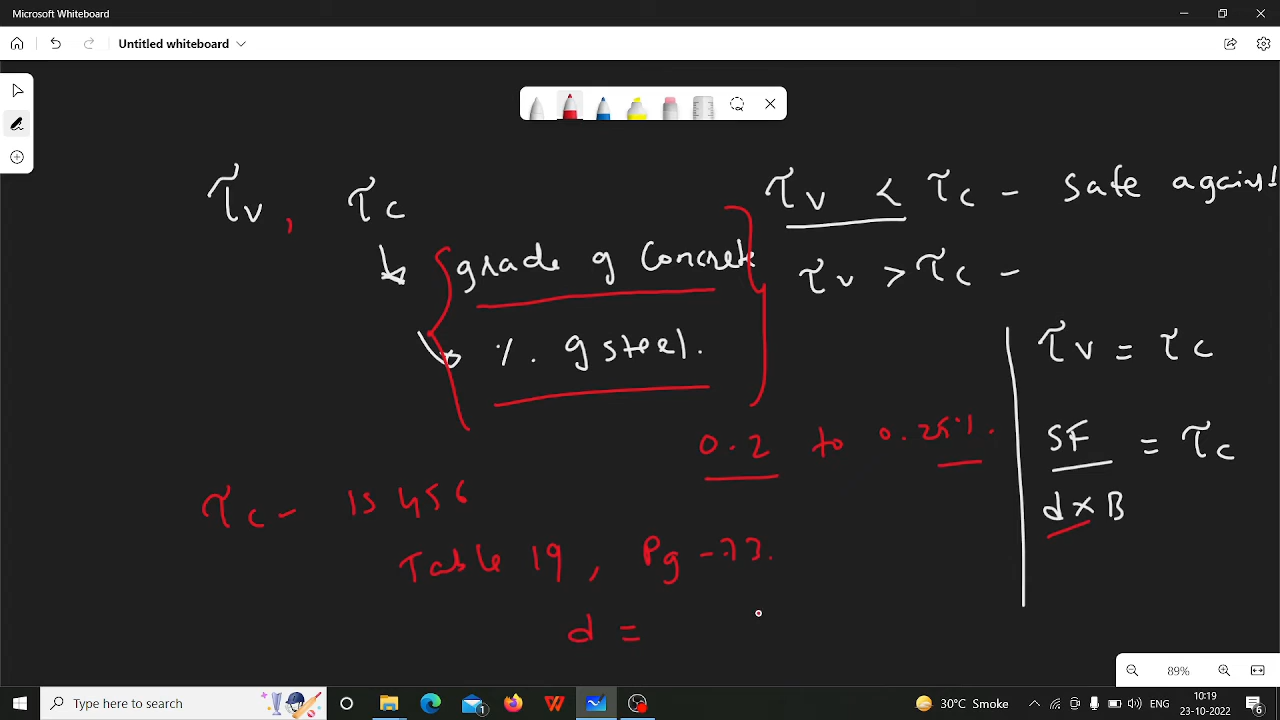 Microsoft Whiteboard
Untitled whiteboard
τv , τc
grade of concrete
%. of steel.
τv < τc - safe against
τv > τc -
τv = τc
SF
= τc
d × B
0.2 to 0.25%.
τc - IS 456
Table 19 , Pg - 73.
d =
89%
Type here to search
30°C Smoke
ENG
10:19
23-10-2022